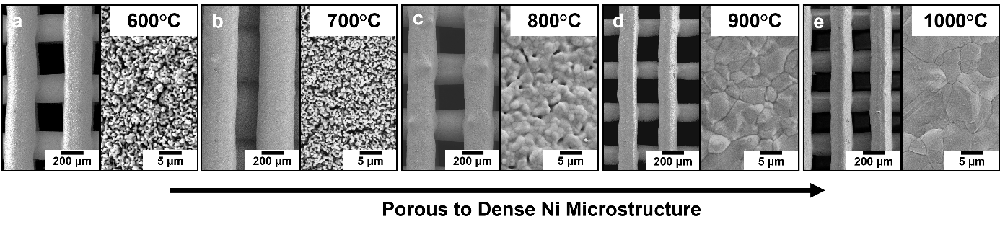 a
600°C
200 µm
5 µm
b
700°C
200 µm
5 µm
c
800°C
200 µm
5 µm
d
900°C
200 µm
5 µm
e
1000°C
200 µm
5 µm
Porous to Dense Ni Microstructure